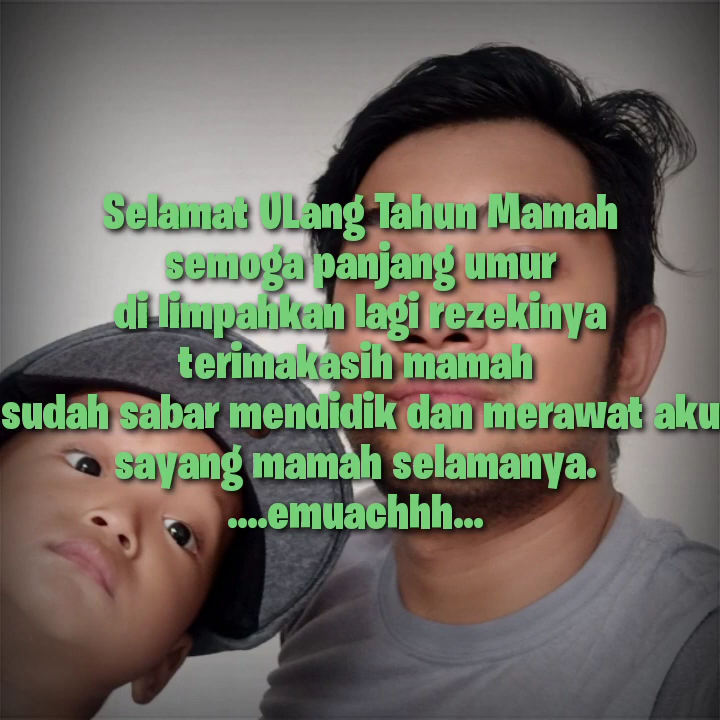 Selamat ULang Tahun Mamah
semoga panjang umur
di limpahkan lagi rezekinya
terimakasih mamah
sudah sabar mendidik dan merawat aku
sayang mamah selamanya.
....emuachhh...